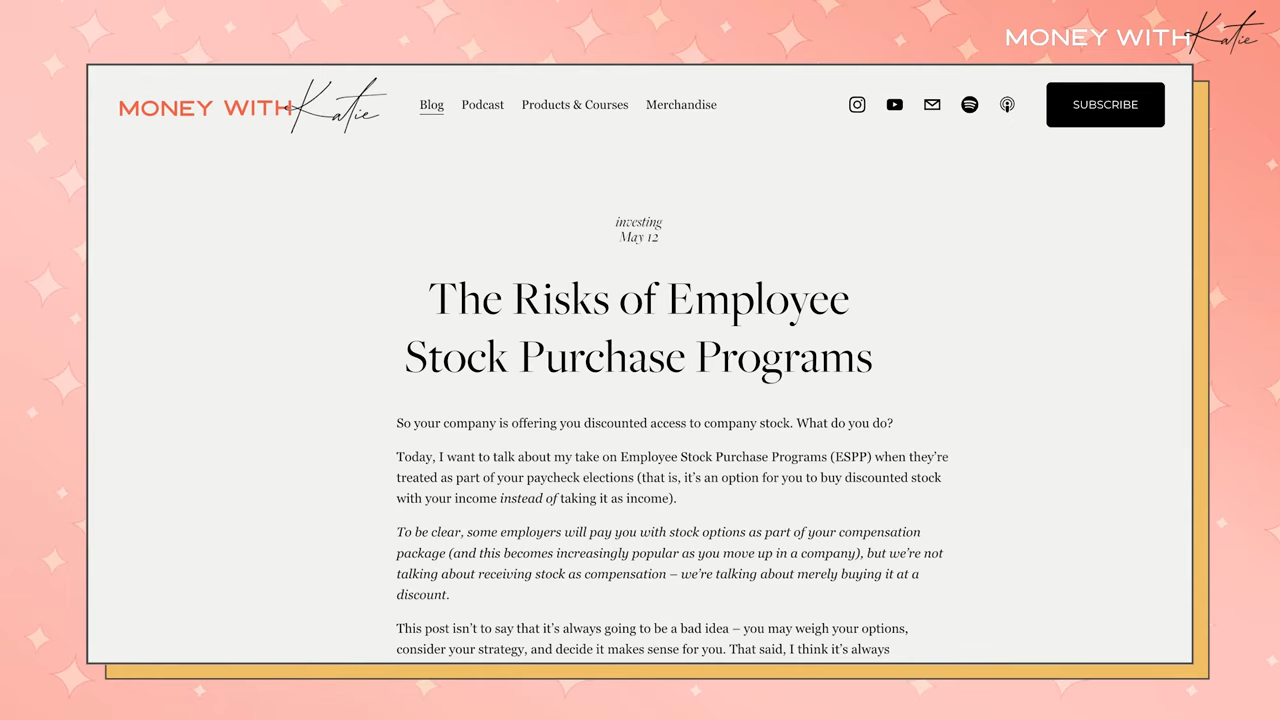 MONEY WITH Katie
MONEY WITH Katie
Blog Podcast Products & Courses Merchandise
SUBSCRIBE
investing
May 12
The Risks of Employee
Stock Purchase Programs
So your company is offering you discounted access to company stock. What do you do?
Today, I want to talk about my take on Employee Stock Purchase Programs (ESPP) when they’re
treated as part of your paycheck elections (that is, it’s an option for you to buy discounted stock
with your income instead of taking it as income).
To be clear, some employers will pay you with stock options as part of your compensation
package (and this becomes increasingly popular as you move up in a company), but we’re not
talking about receiving stock as compensation – we’re talking about merely buying it at a
discount.
This post isn’t to say that it’s always going to be a bad idea – you may weigh your options,
consider your strategy, and decide it makes sense for you. That said, I think it’s always